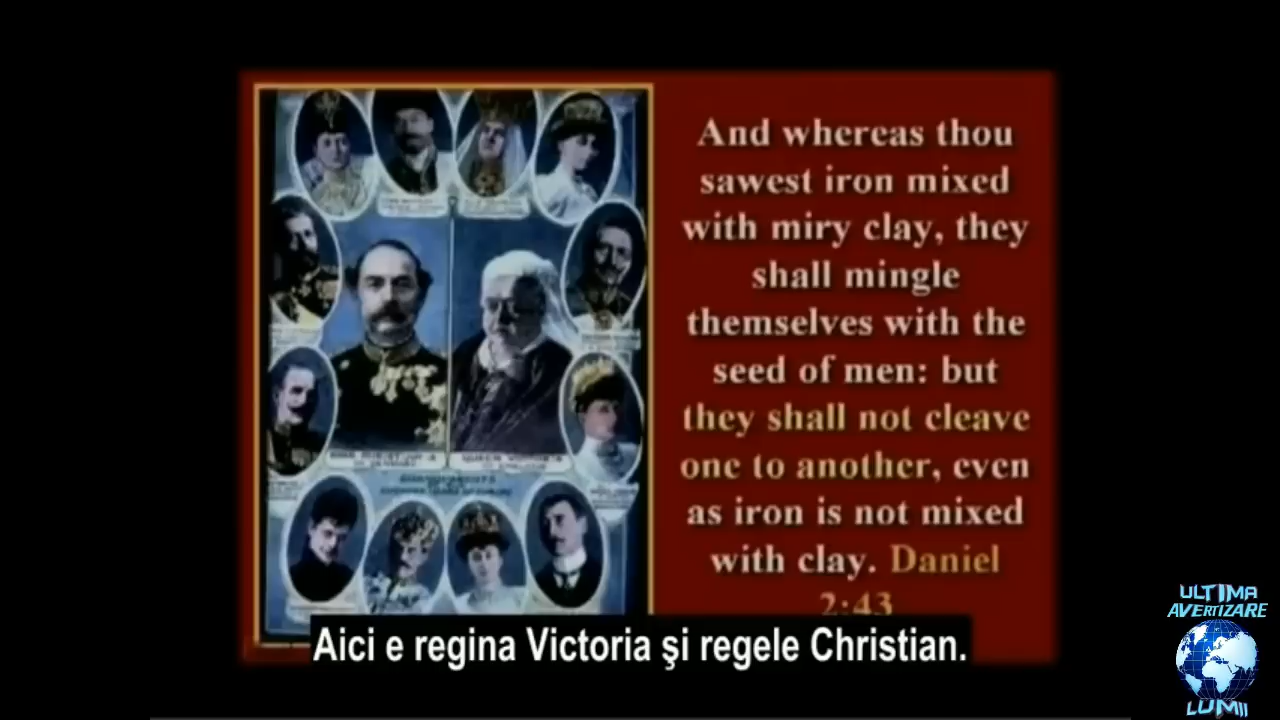 And whereas thou
sawest iron mixed
with miry clay, they
shall mingle
themselves with the
seed of men: but
they shall not cleave
one to another, even
as iron is not mixed
with clay. Daniel
2:43
Aici e regina Victoria şi regele Christian.
ULTIMA
AVERTIZARE
LUMII